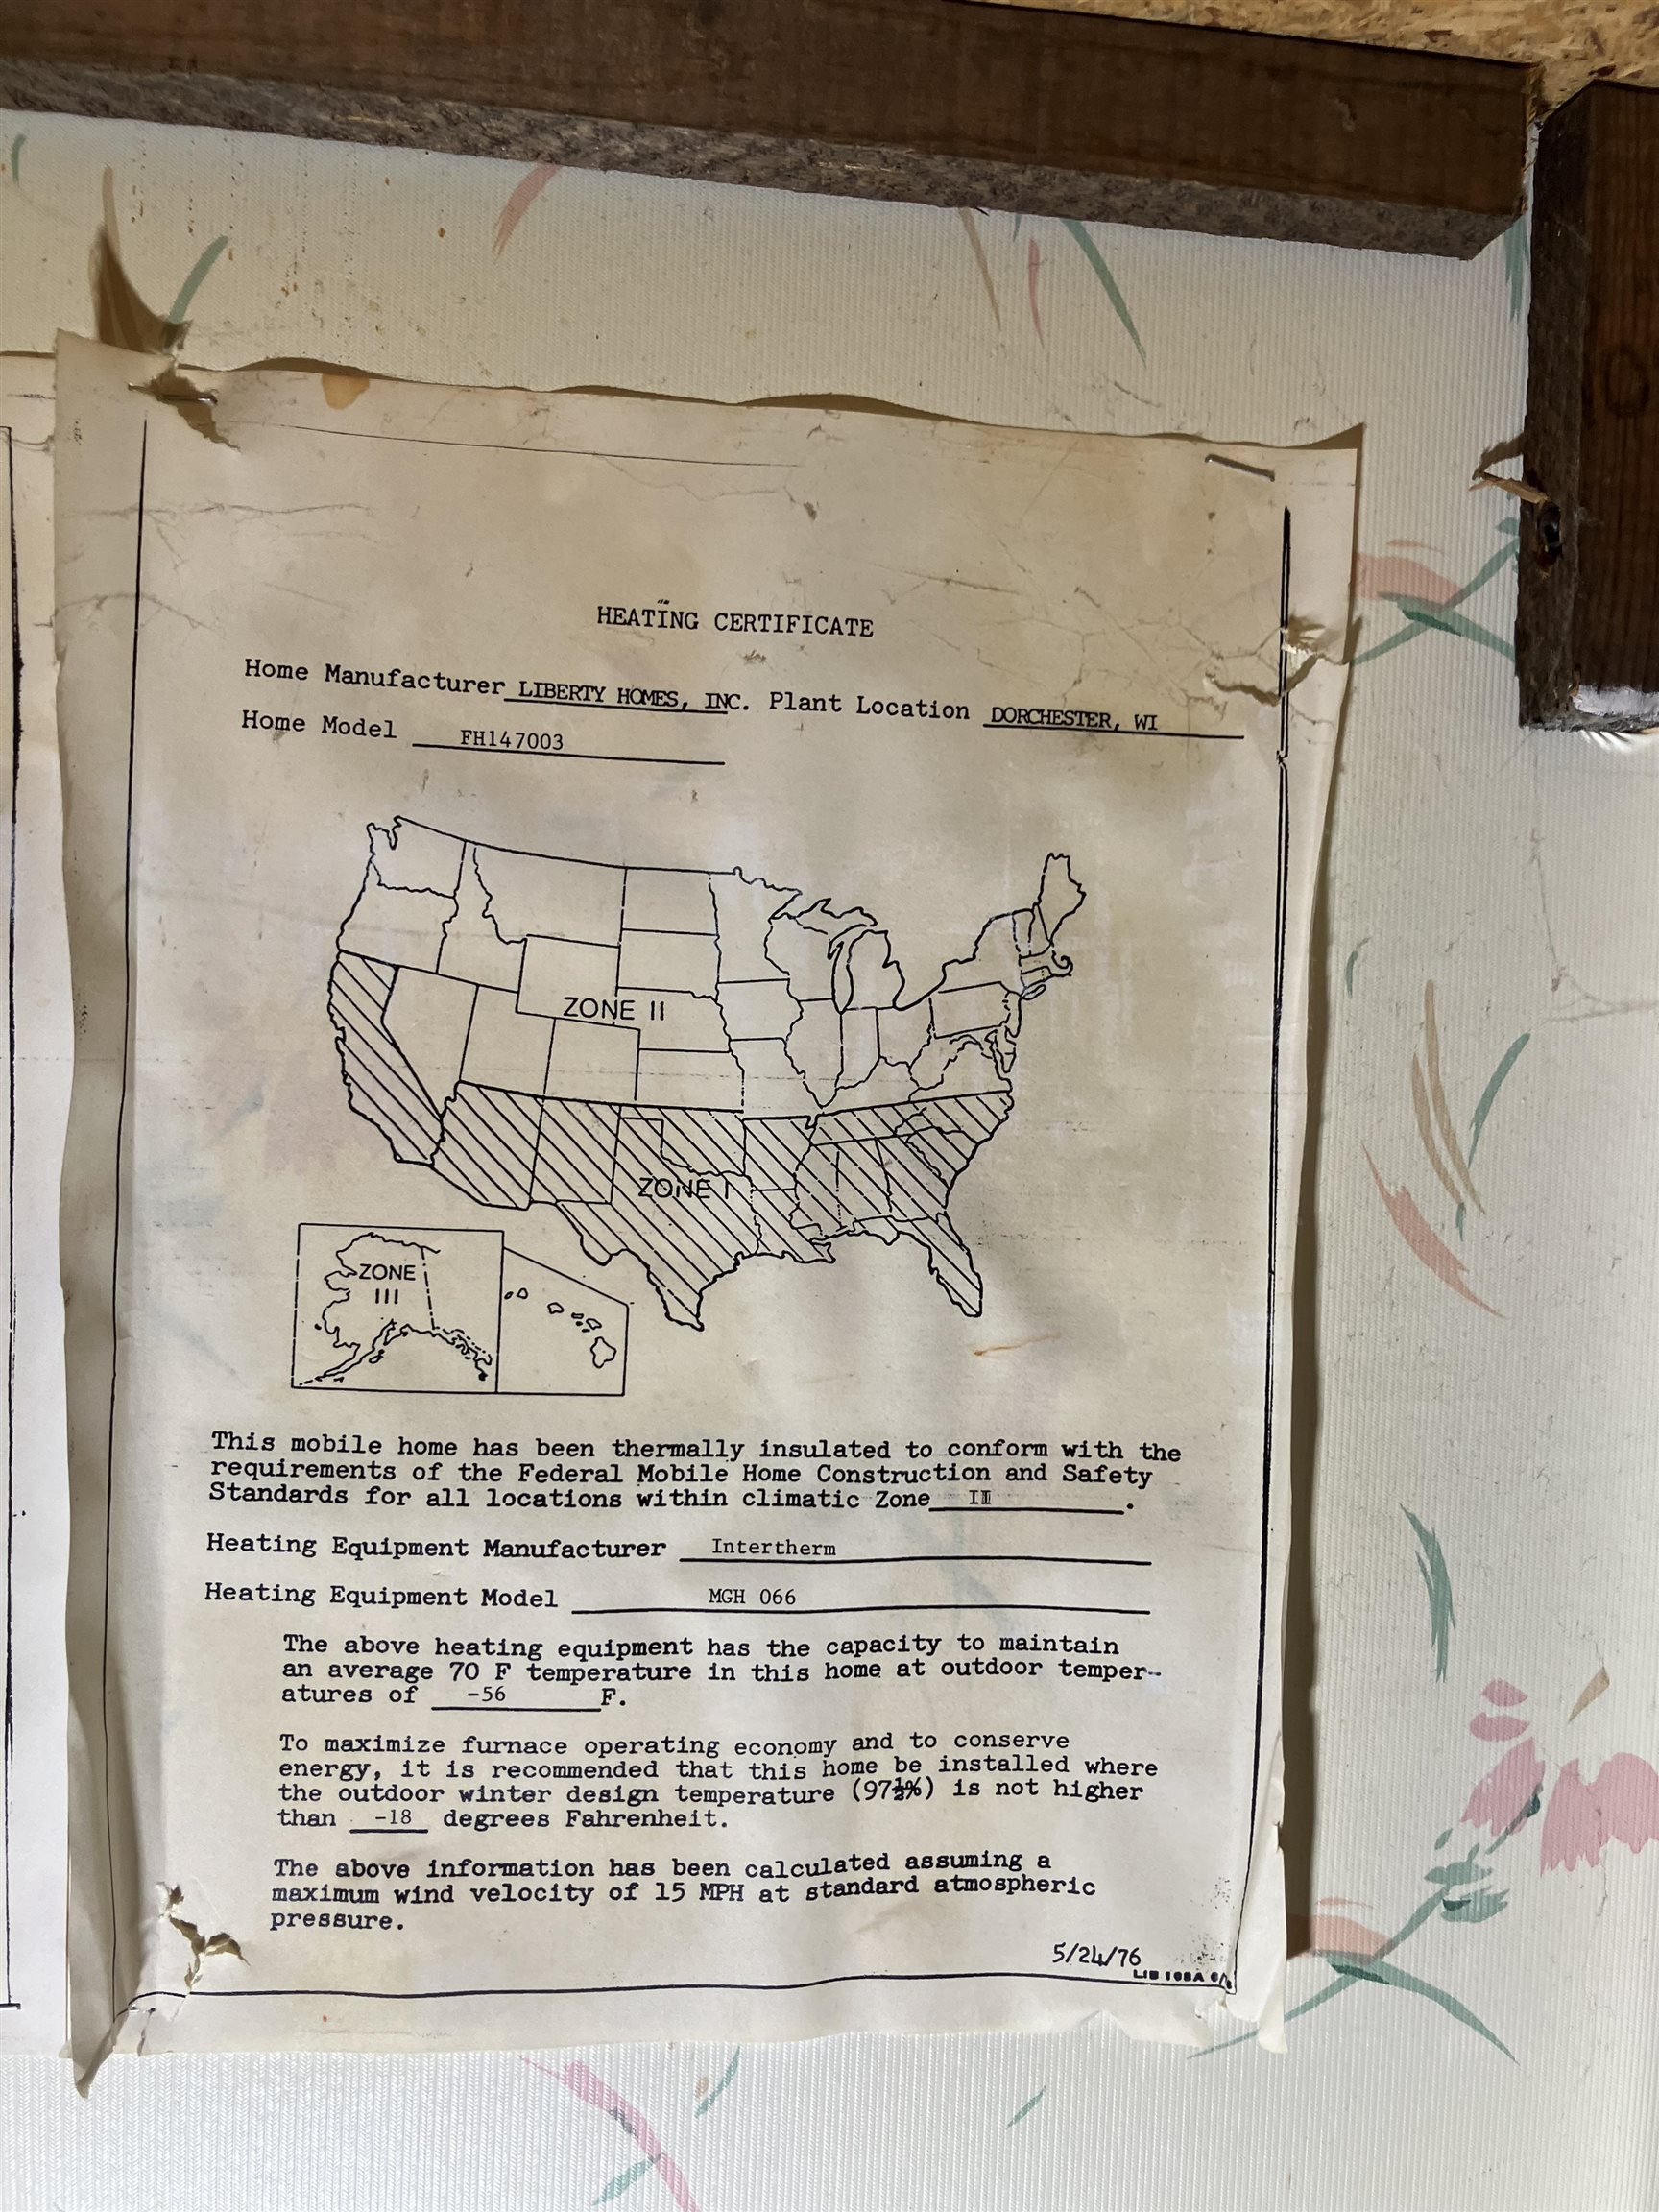 HEATING CERTIFICATE
Home Manufacturer LIBERTY HOMES, INC. Plant Location DORCHESTER, WI
Home Model FH147003
ZONE II
ZONE I
ZONE
III
This mobile home has been thermally insulated to conform with the
requirements of the Federal Mobile Home Construction and Safety
Standards for all locations within climatic Zone .
Heating Equipment Manufacturer Intertherm
Heating Equipment Model MGH 066
The above heating equipment has the capacity to maintain
an average 70 F temperature in this home at outdoor temper-
atures of -56 F.
To maximize furnace operating economy and to conserve
energy, it is recommended that this home be installed where
the outdoor winter design temperature (97½%) is not higher
than -18 degrees Fahrenheit.
The above information has been calculated assuming a
maximum wind velocity of 15 MPH at standard atmospheric
pressure.
5/24/76